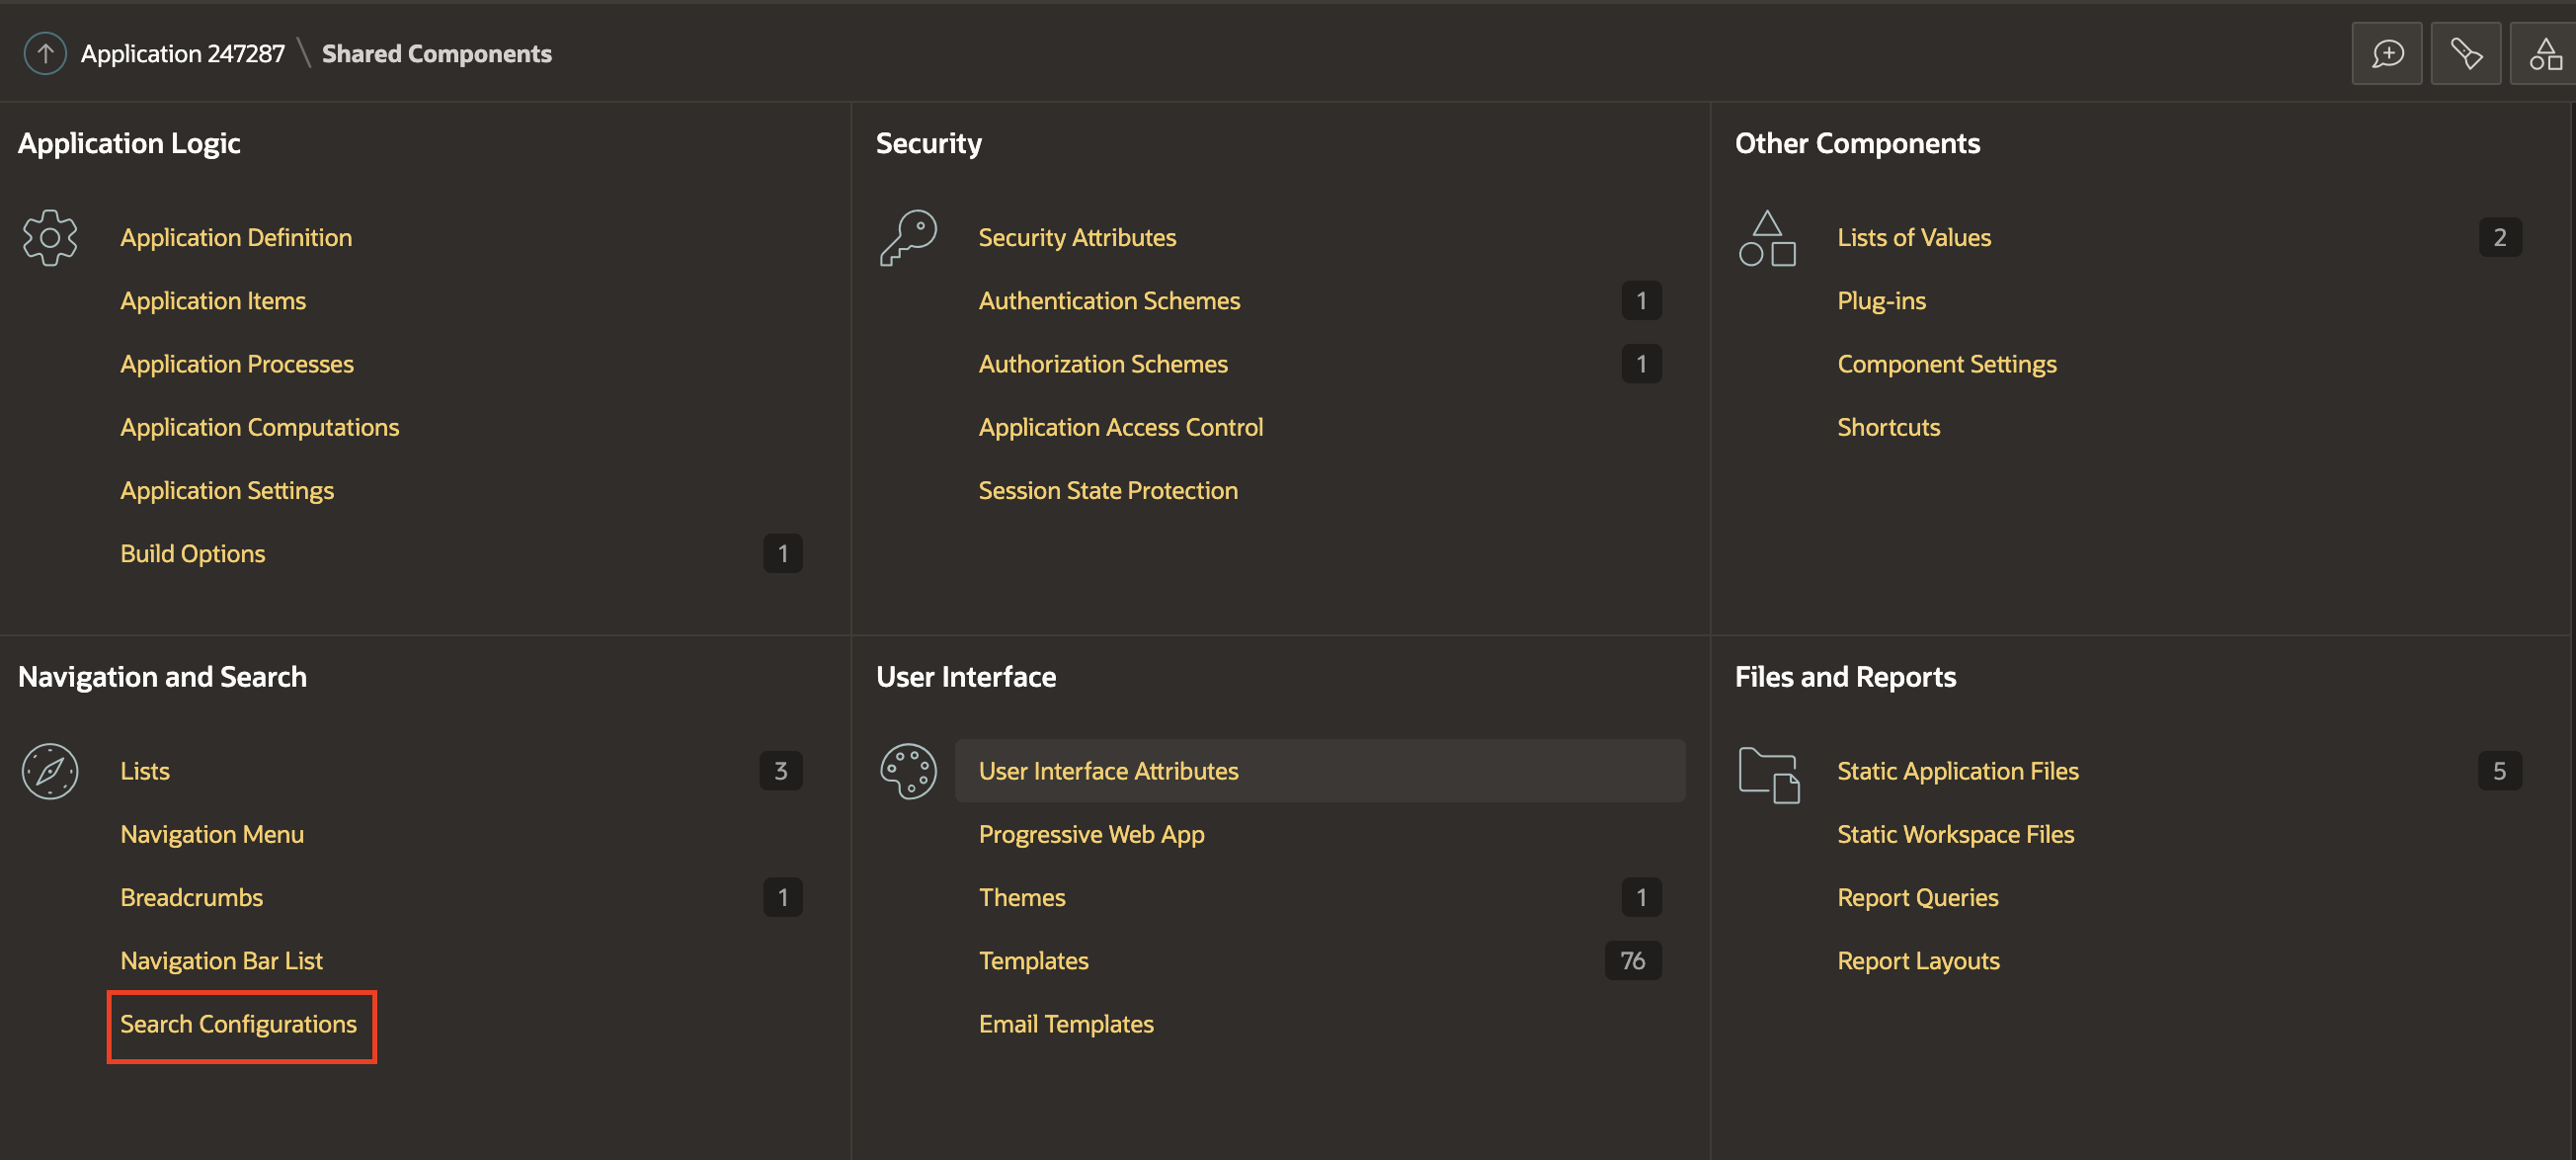 Application 247287 \ Shared Components
Application Logic
Application Definition
Application Items
Application Processes
Application Computations
Application Settings
Build Options 1
Security
Security Attributes
Authentication Schemes 1
Authorization Schemes 1
Application Access Control
Session State Protection
Other Components
Lists of Values 2
Plug-ins
Component Settings
Shortcuts
Navigation and Search
Lists 3
Navigation Menu
Breadcrumbs 1
Navigation Bar List
Search Configurations
User Interface
User Interface Attributes
Progressive Web App
Themes 1
Templates 76
Email Templates
Files and Reports
Static Application Files 5
Static Workspace Files
Report Queries
Report Layouts